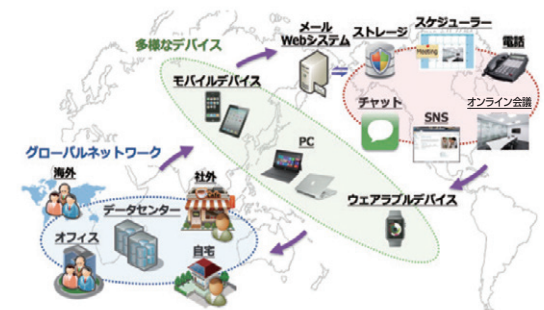 多様なデバイス
メール
Webシステム
ストレージ
スケジューラー
電話
Meeting
モバイルデバイス
チャット
SNS
オンライン会議
PC
グローバルネットワーク
海外
社外
データセンター
オフィス
自宅
ウェアラブルデバイス